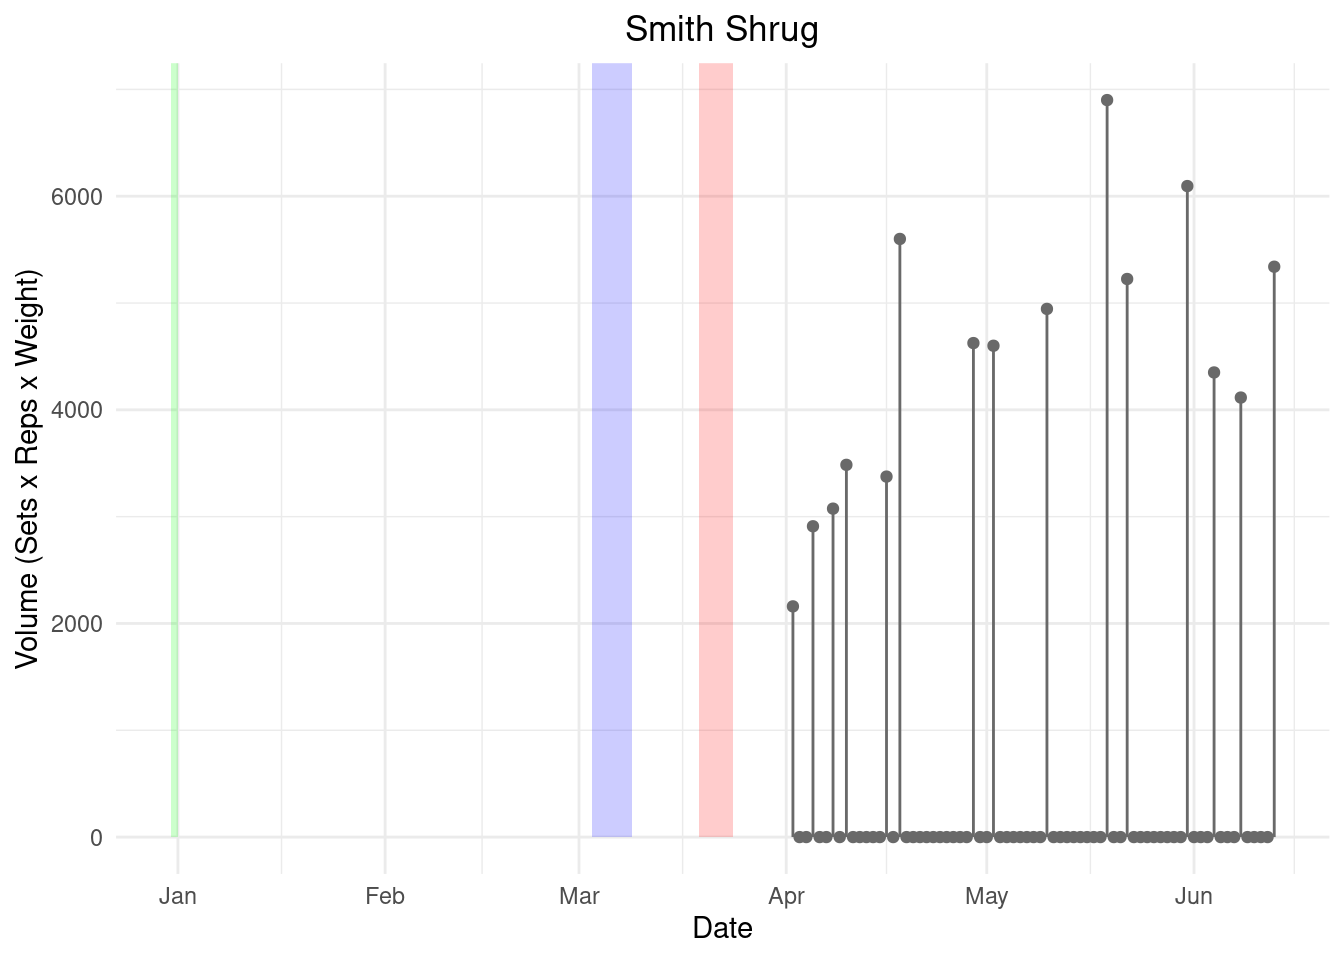 Smith Shrug
Volume (Sets x Reps x Weight)
6000
4000
2000
0
Jan Feb Mar Apr May Jun
Date